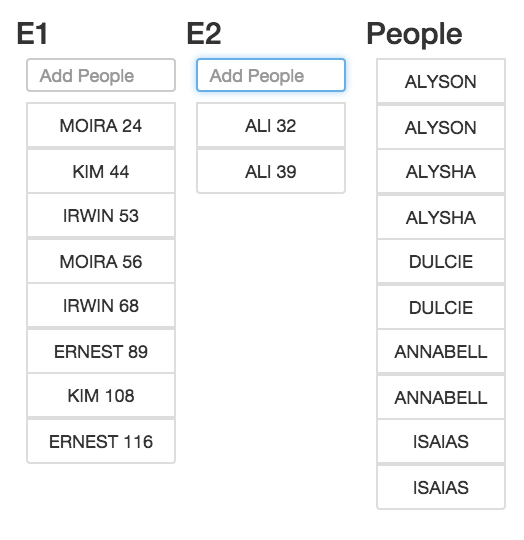 E1
Add People
MOIRA 24
KIM 44
IRWIN 53
MOIRA 56
IRWIN 68
ERNEST 89
KIM 108
ERNEST 116
E2
Add People
ALI 32
ALI 39
People
ALYSON
ALYSON
ALYSHA
ALYSHA
DULCIE
DULCIE
ANNABELL
ANNABELL
ISAIAS
ISAIAS